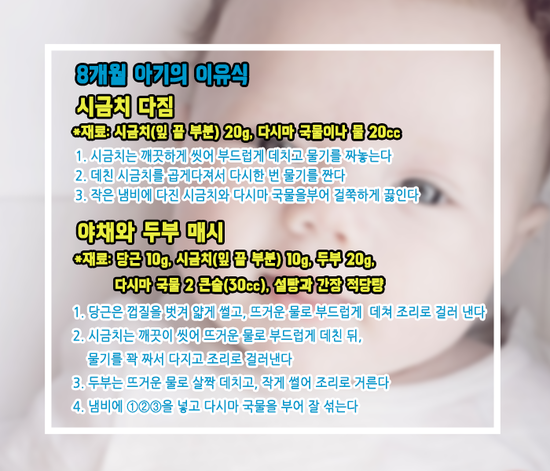 8개월 아기의 이유식
시금치 다짐
*재료: 시금치(잎 끝 부분) 20g, 다시마 국물이나 물 20cc
1. 시금치는 깨끗하게 씻어 부드럽게 데치고 물기를 짜놓는다
2. 데친 시금치를 곱게다져서 다시한 번 물기를 짠다
3. 작은 냄비에 다진 시금치와 다시마 국물을부어 걸쭉하게 끓인다
야채와 두부 매시
*재료: 당근 10g, 시금치(잎 끝 부분) 10g, 두부 20g,
다시마 국물 2 큰술(30cc), 설탕과 간장 적당량
1. 당근은 껍질을 벗겨 얇게 썰고, 뜨거운 물로 부드럽게 데쳐 조리로 걸러 낸다
2. 시금치는 깨끗이 씻어 뜨거운 물로 부드럽게 데친 뒤,
물기를 꽉 짜서 다지고 조리로 걸러낸다
3. 두부는 뜨거운 물로 살짝 데치고, 작게 썰어 조리로 거른다
4. 냄비에 ①②③을 넣고 다시마 국물을 부어 잘 섞는다